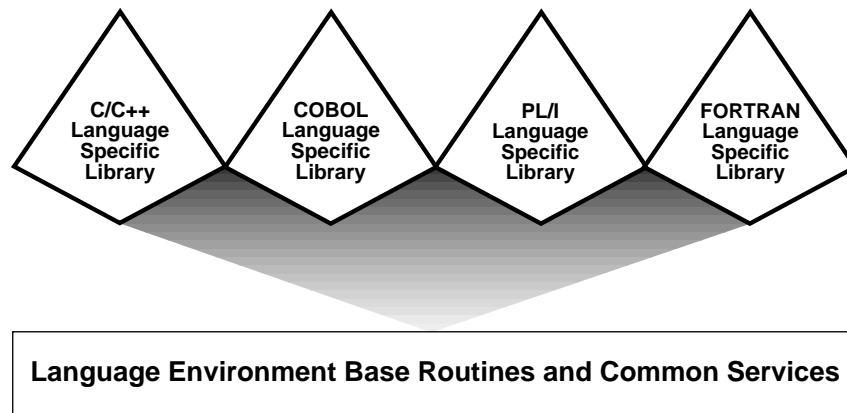 C/C++
Language
Specific
Library
COBOL
Language
Specific
Library
PL/I
Language
Specific
Library
FORTRAN
Language
Specific
Library
Language Environment Base Routines and Common Services